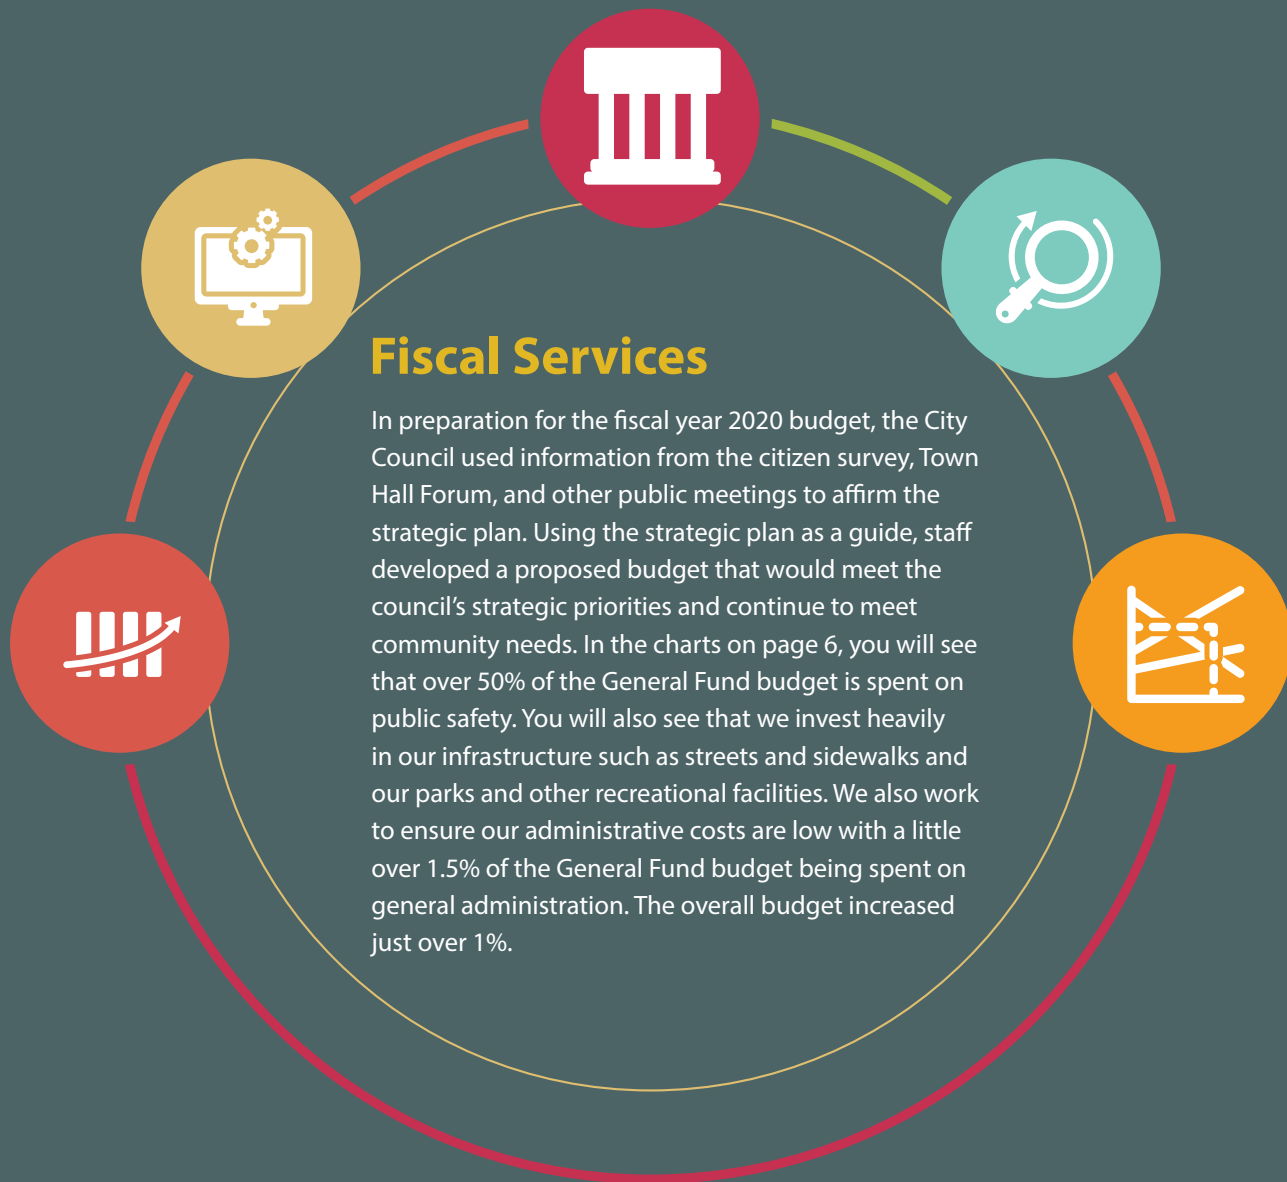 Fiscal Services
In preparation for the fiscal year 2020 budget, the City
Council used information from the citizen survey, Town
Hall Forum, and other public meetings to affirm the
strategic plan. Using the strategic plan as a guide, staff
developed a proposed budget that would meet the
council’s strategic priorities and continue to meet
community needs. In the charts on page 6, you will see
that over 50% of the General Fund budget is spent on
public safety. You will also see that we invest heavily
in our infrastructure such as streets and sidewalks and
our parks and other recreational facilities. We also work
to ensure our administrative costs are low with a little
over 1.5% of the General Fund budget being spent on
general administration. The overall budget increased
just over 1%.